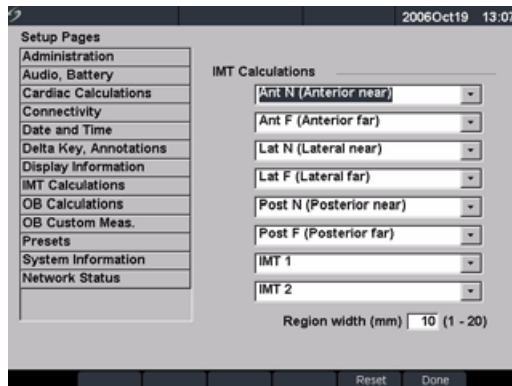 2006Oct19 13:07
Setup Pages
Administration
Audio, Battery
Cardiac Calculations
Connectivity
Date and Time
Delta Key, Annotations
Display Information
IMT Calculations
OB Calculations
OB Custom Meas.
Presets
System Information
Network Status
IMT Calculations
Ant N (Anterior near)
Ant F (Anterior far)
Lat N (Lateral near)
Lat F (Lateral far)
Post N (Posterior near)
Post F (Posterior far)
IMT 1
IMT 2
Region width (mm) 10 (1 - 20)
Reset Done